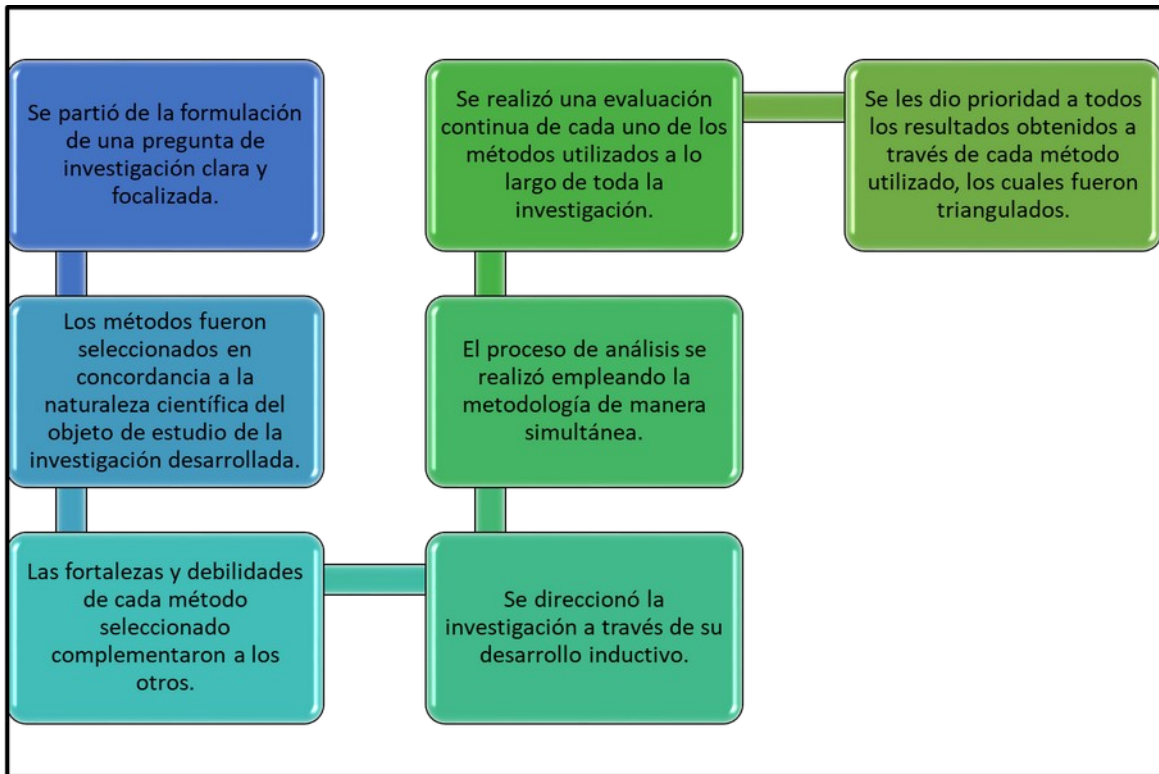 Se partió de la formulación
de una pregunta de
investigación clara y
focalizada.
Los métodos fueron
seleccionados en
concordancia a la
naturaleza científica del
objeto de estudio de la
investigación desarrollada.
Las fortalezas y debilidades
de cada método
seleccionado
complementaron a los
otros.
Se direccionó la
investigación a través de su
desarrollo inductivo.
El proceso de análisis se
realizó empleando la
metodología de manera
simultánea.
Se realizó una evaluación
continua de cada uno de los
métodos utilizados a lo
largo de toda la
investigación.
Se les dio prioridad a todos
los resultados obtenidos a
través de cada método
utilizado, los cuales fueron
triangulados.